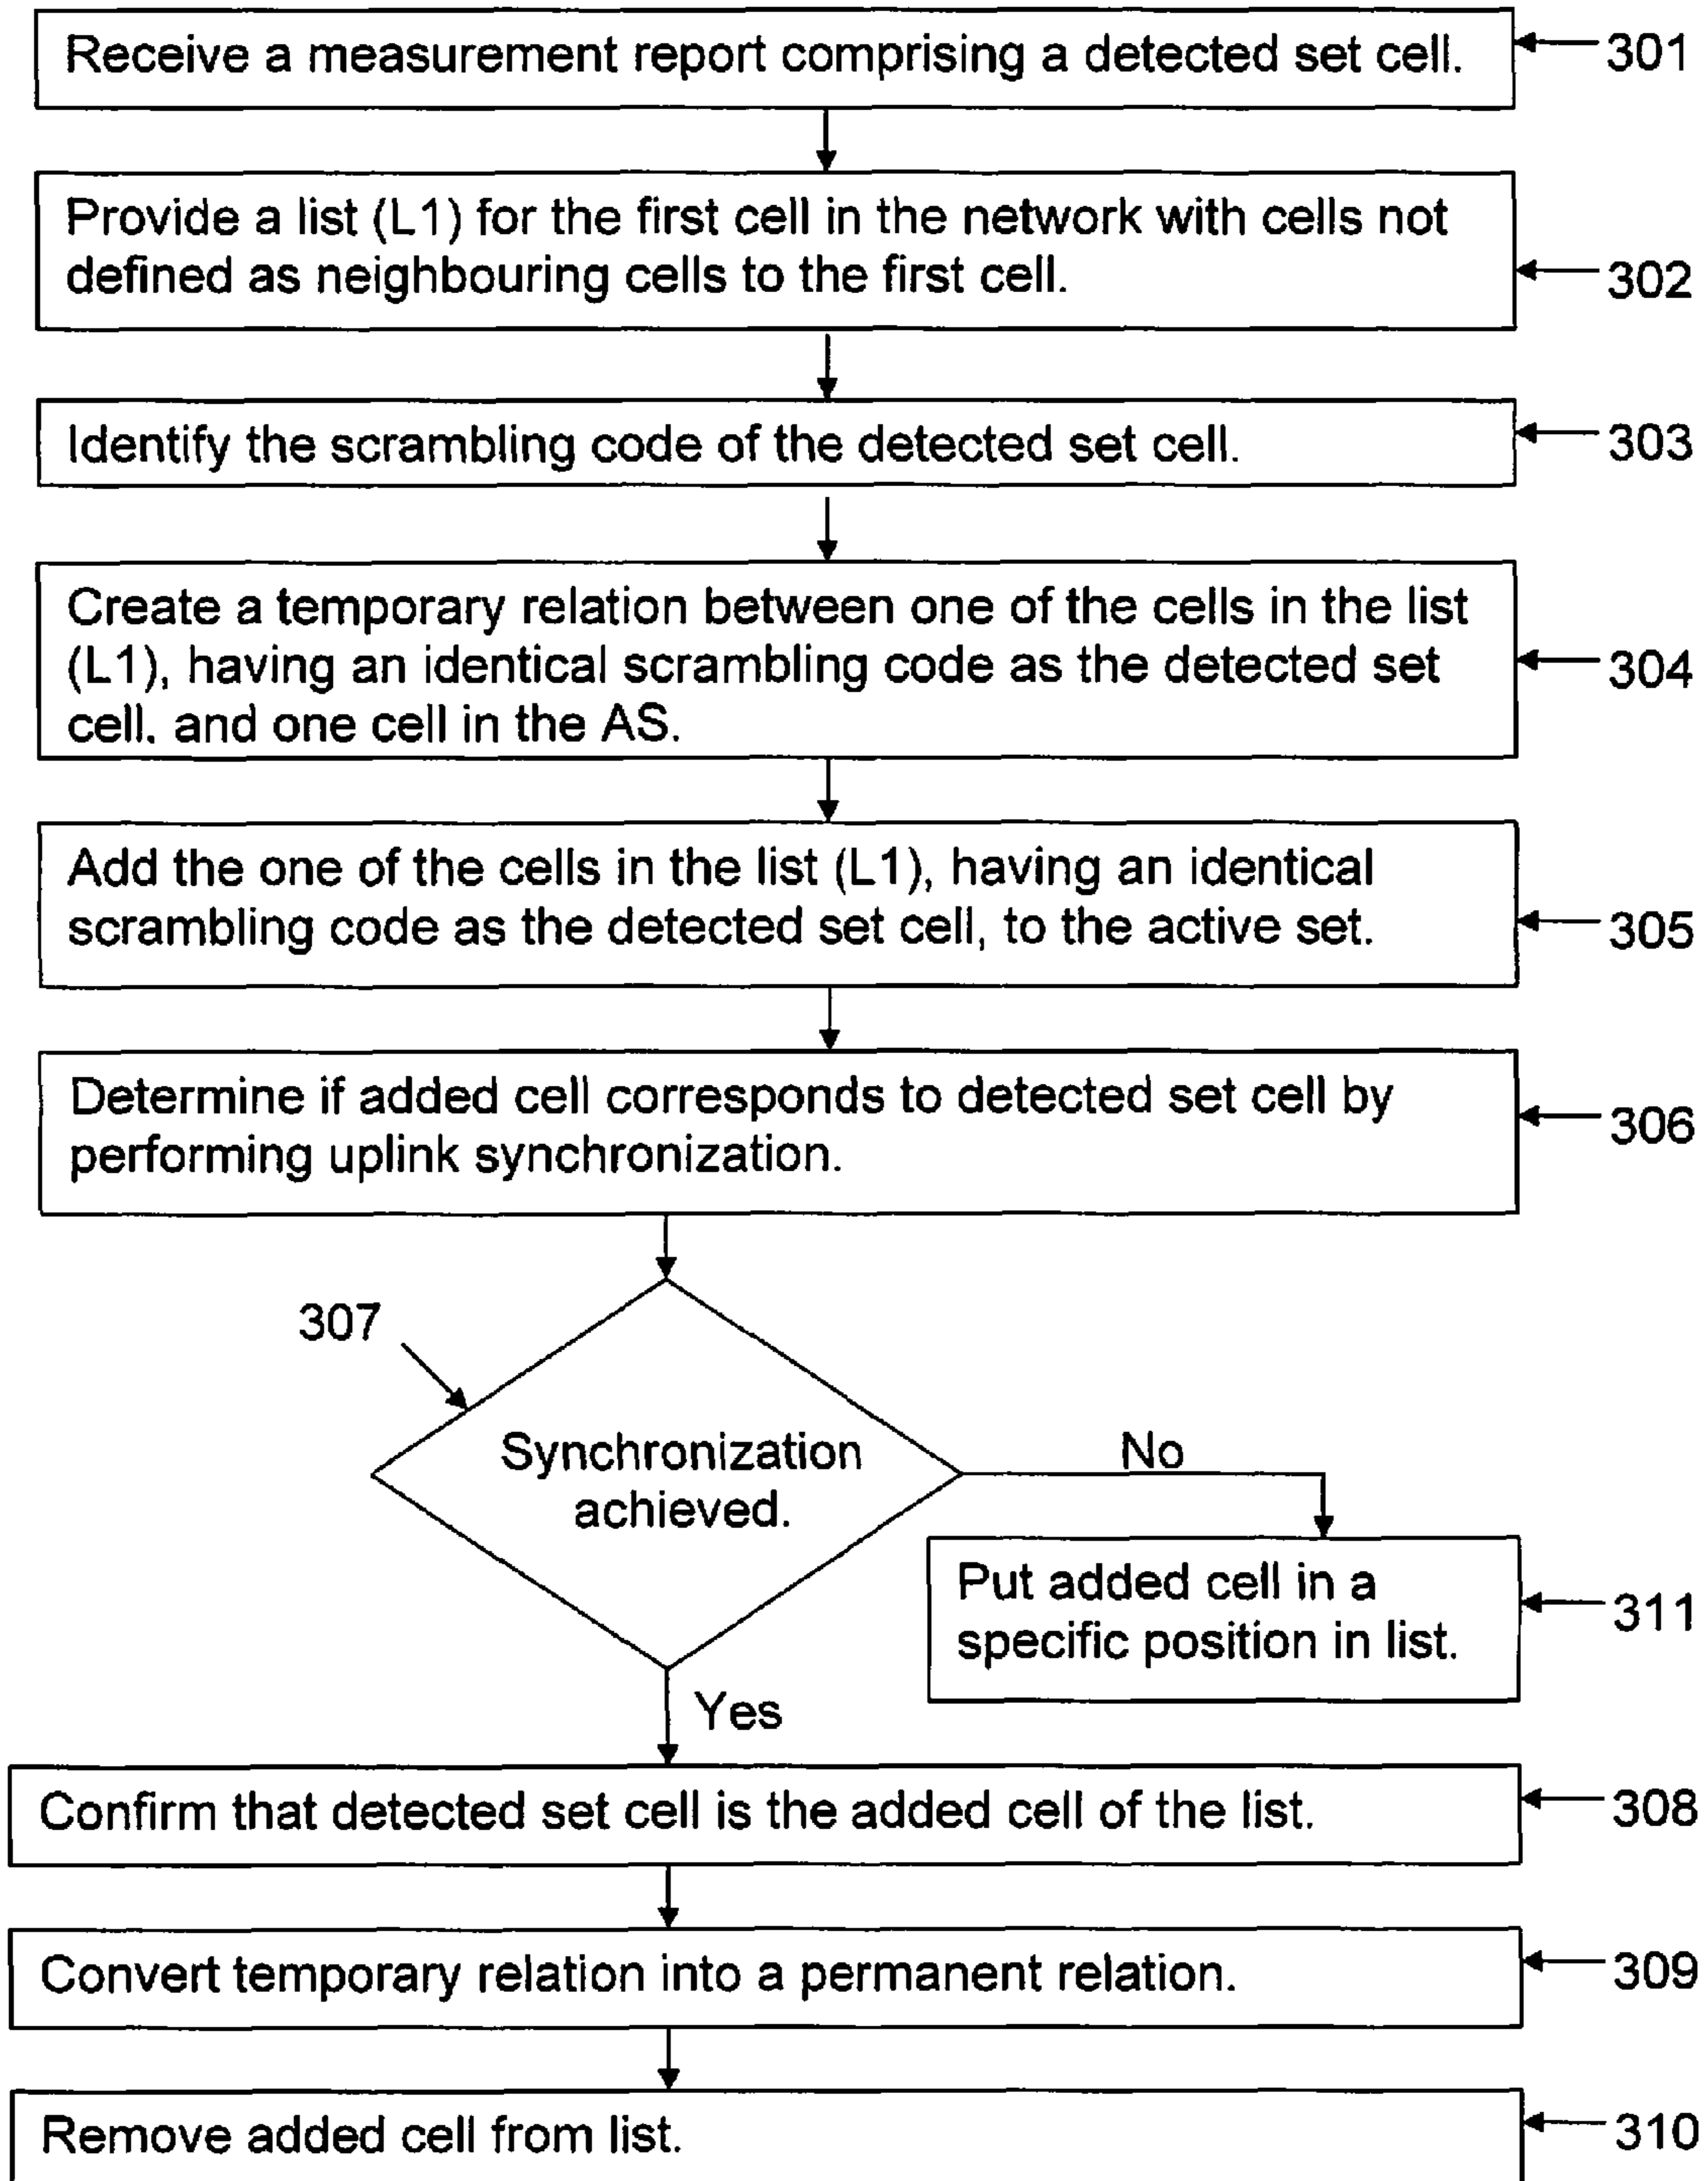 Receive a measurement report comprising a detected set cell.
301
Provide a list (L1) for the first cell in the network with cells not
defined as neighbouring cells to the first cell.
302
Identify the scrambling code of the detected set cell.
303
Create a temporary relation between one of the cells in the list
(L1), having an identical scrambling code as the detected set
cell. and one cell in the AS.
304
Add the one of the cells in the list (L1), having an identical
scrambling code as the detected set cell, to the active set.
305
Determine if added cell corresponds to detected set cell by
performing uplink synchronization.
306
307
Synchronization
achieved.
No
Put added cell in a
specific position in list.
311
Yes
Confirm that detected set cell is the added cell of the list.
308
Convert temporary relation into a permanent relation.
309
Remove added cell from list.
310